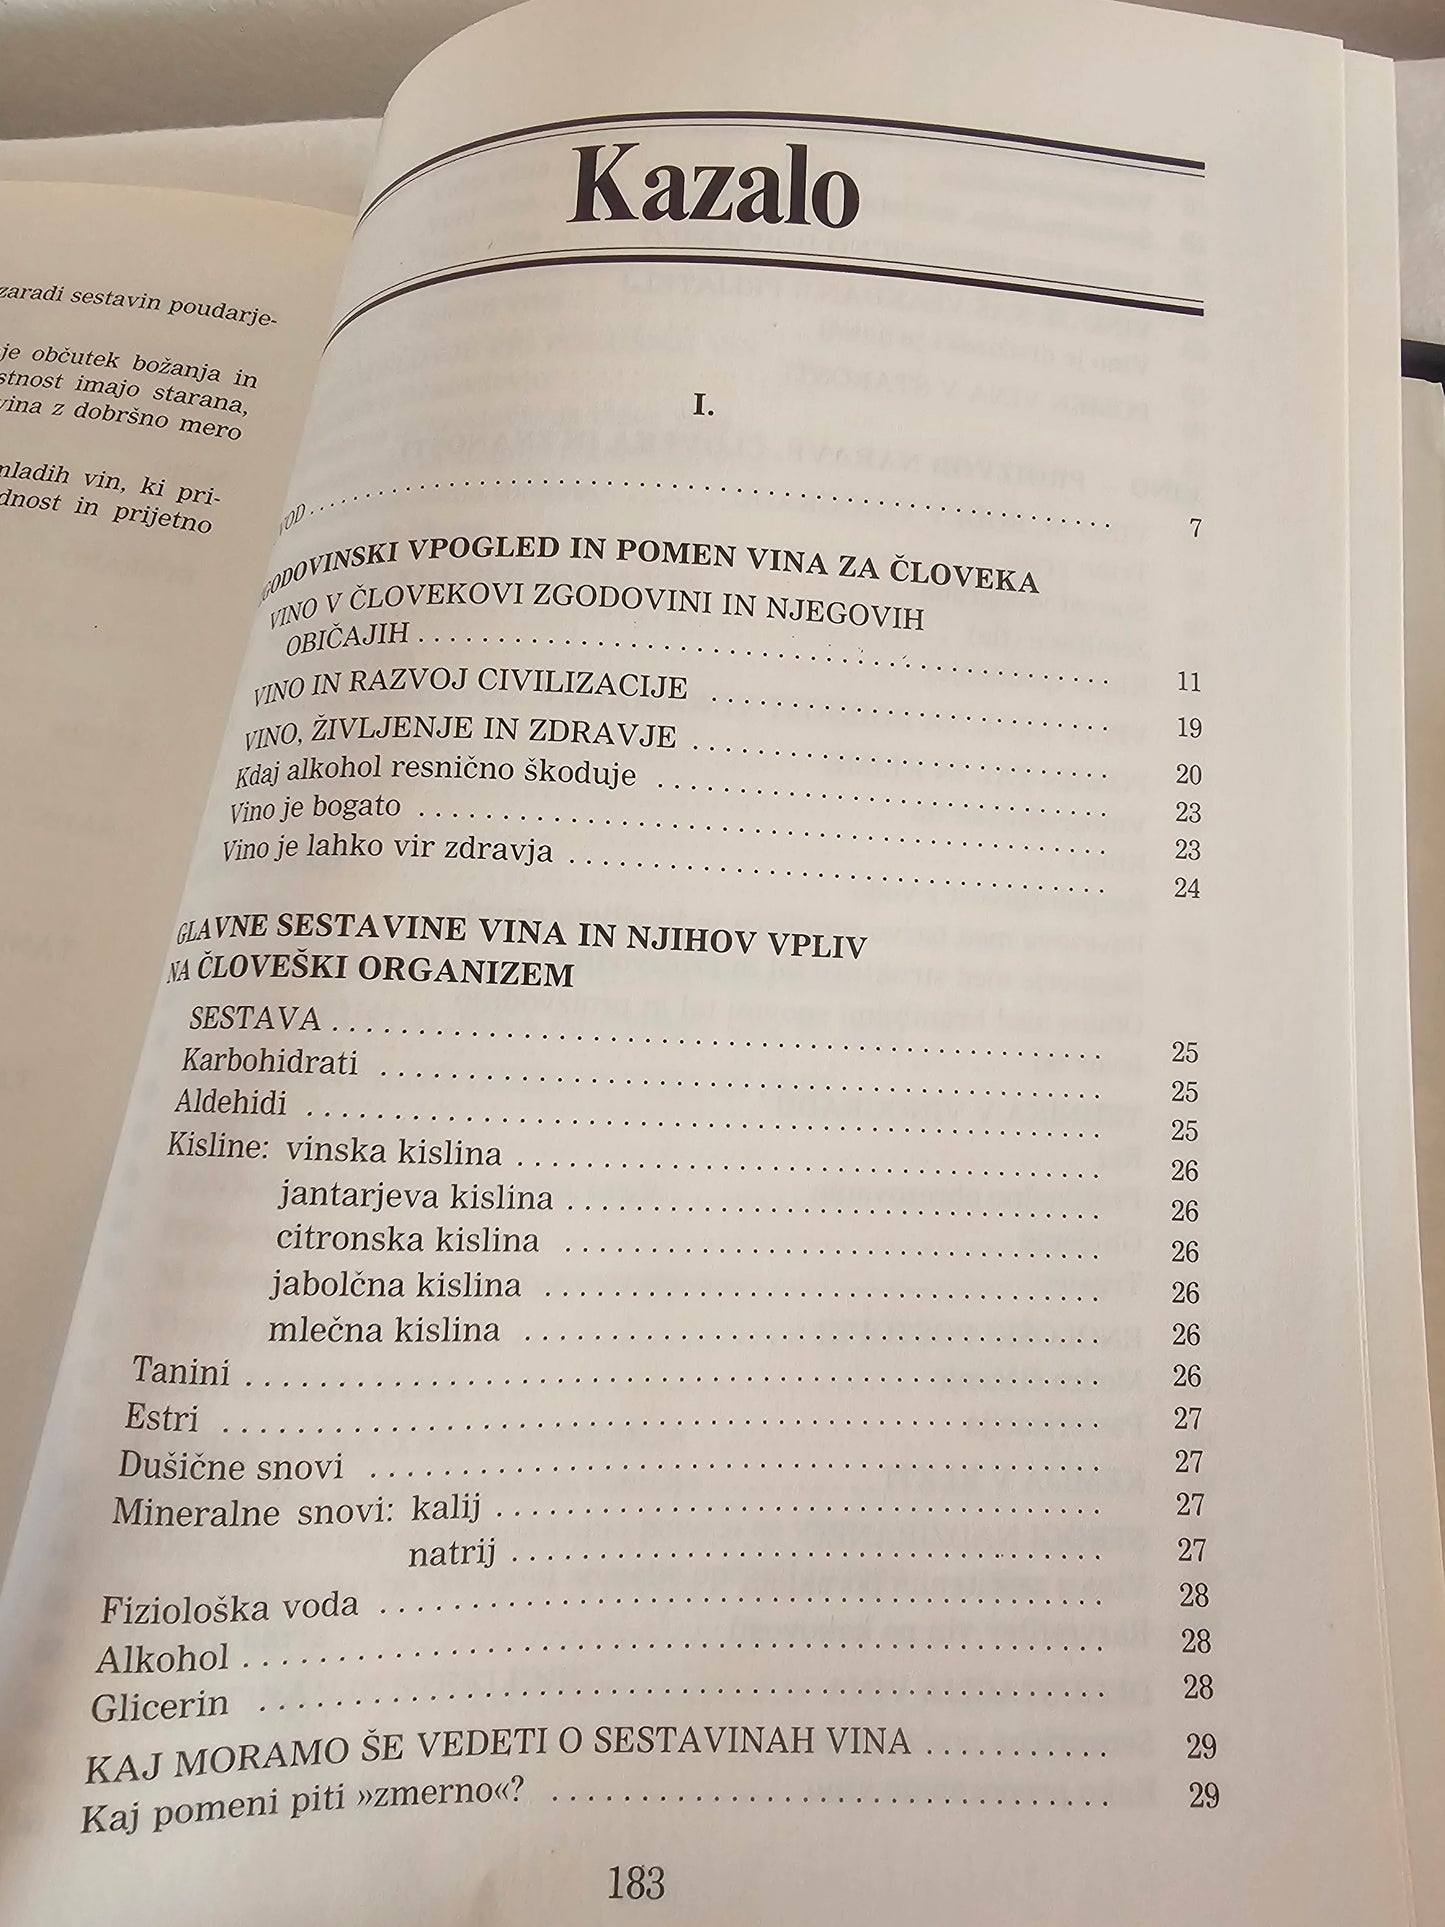 zaradi sestavin poudarje-
je občutek božanja in
imajo starana,
vina z dobršno mero
mladih vin, ki pri-
in prijetno
Kazalo
I.
VOD ........ 7
GODOVINSKI VPOGLED IN POMEN VINA ZA ČLOVEKA
VINO V ČLOVEKOVI ZGODOVINI IN NJEGOVIH
OBIČAJIH ........ 11
VINO IN RAZVOJ CIVILIZACIJE ........ 19
VINO, ŽIVLJENJE IN ZDRAVJE ........ 20
Kdaj alkohol resnično škoduje ........ 23
Vino je bogato ........ 23
Vino je lahko vir zdravja ........ 24
GLAVNE SESTAVINE VINA IN NJIHOV VPLIV
NA ČLOVEŠKI ORGANIZEM
SESTAVA ........ 25
Karbohidrati ........ 25
Aldehidi ........ 25
Kisline: vinska kislina ........ 26
jantarjeva kislina ........ 26
citronska kislina ........ 26
jabolčna kislina ........ 26
mlečna kislina ........ 26
Tanini ........ 26
Estri ........ 27
Dušične snovi ........ 27
Mineralne snovi: kalij ........ 27
natrij ........ 27
Fiziološka voda ........ 28
Alkohol ........ 28
Glicerin ........ 28
KAJ MORAMO ŠE VEDETI O SESTAVINAH VINA ........ 29
Kaj pomeni piti »zmerno«? ........ 29
183